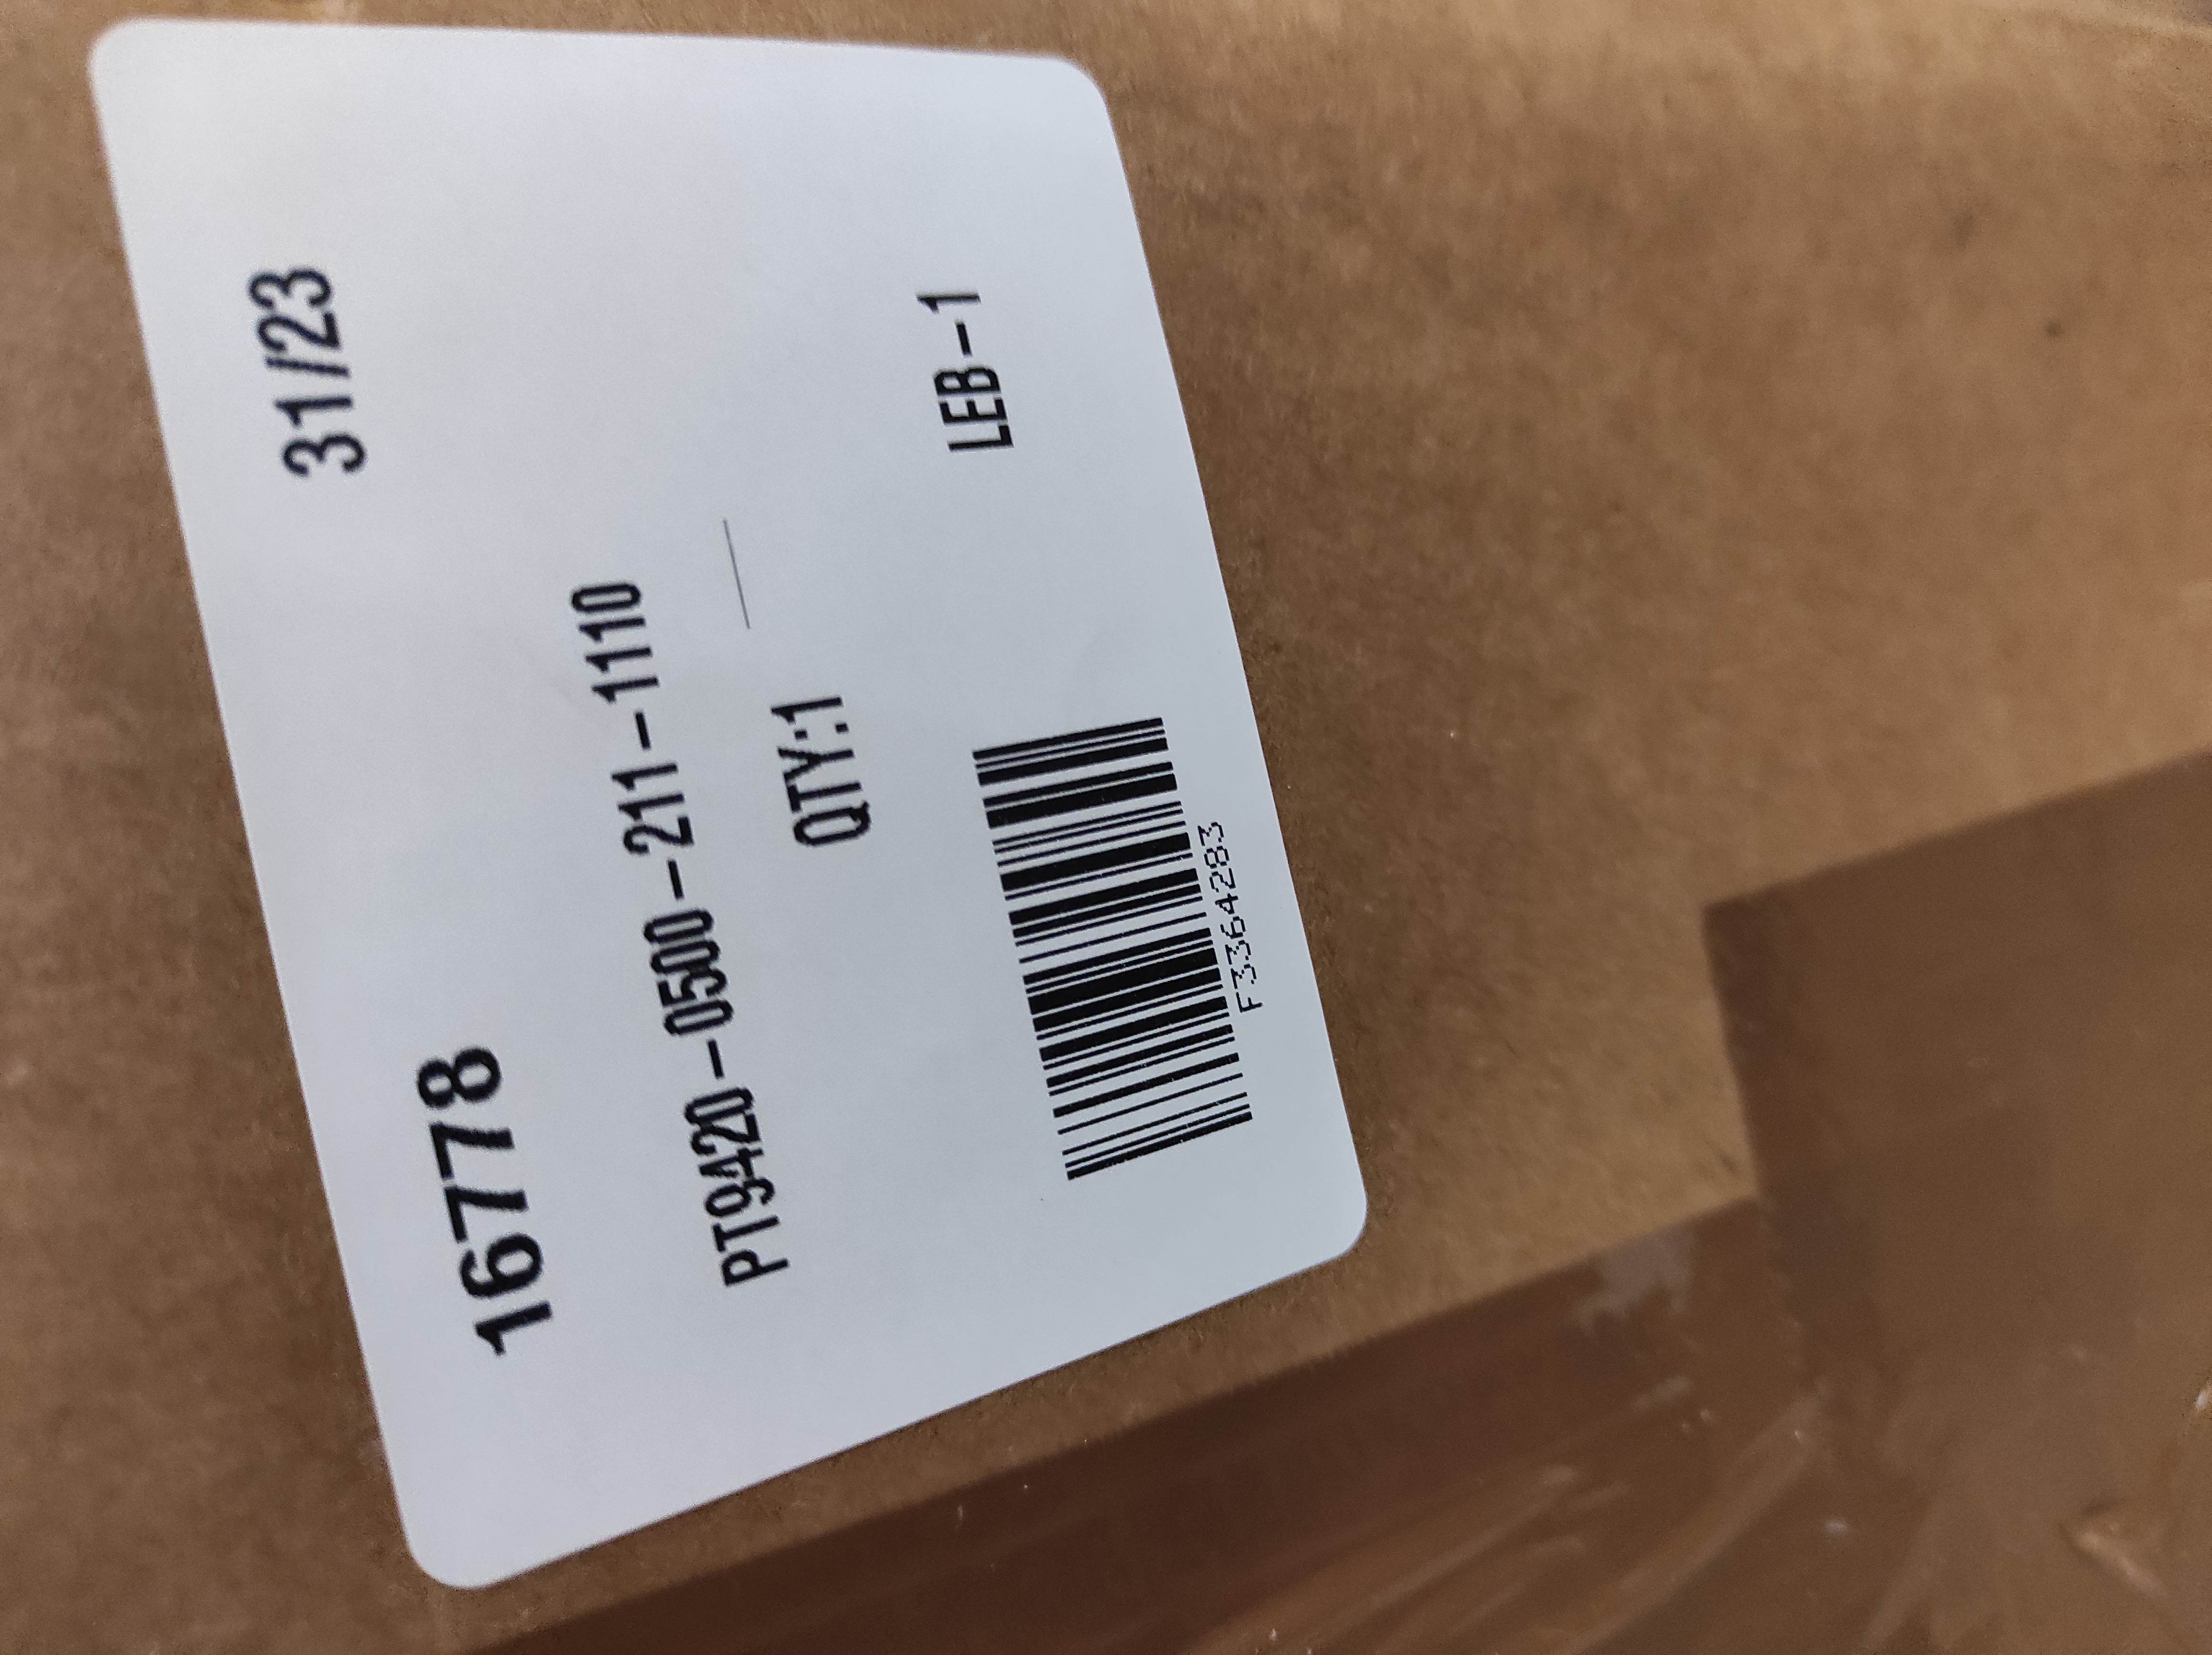 16778 31/23
PT9420-0500-211-1110
QTY:1
LEB-1
F3364283